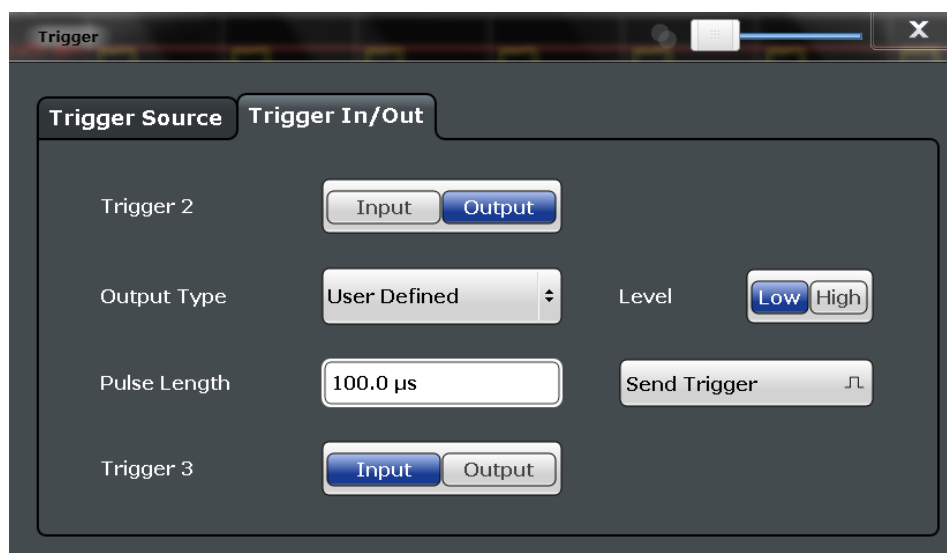 Trigger
X
Trigger Source
Trigger In/Out
Trigger 2
Input
Output
Output Type
User Defined
Level
Low
High
Pulse Length
100.0 µs
Send Trigger
Trigger 3
Input
Output